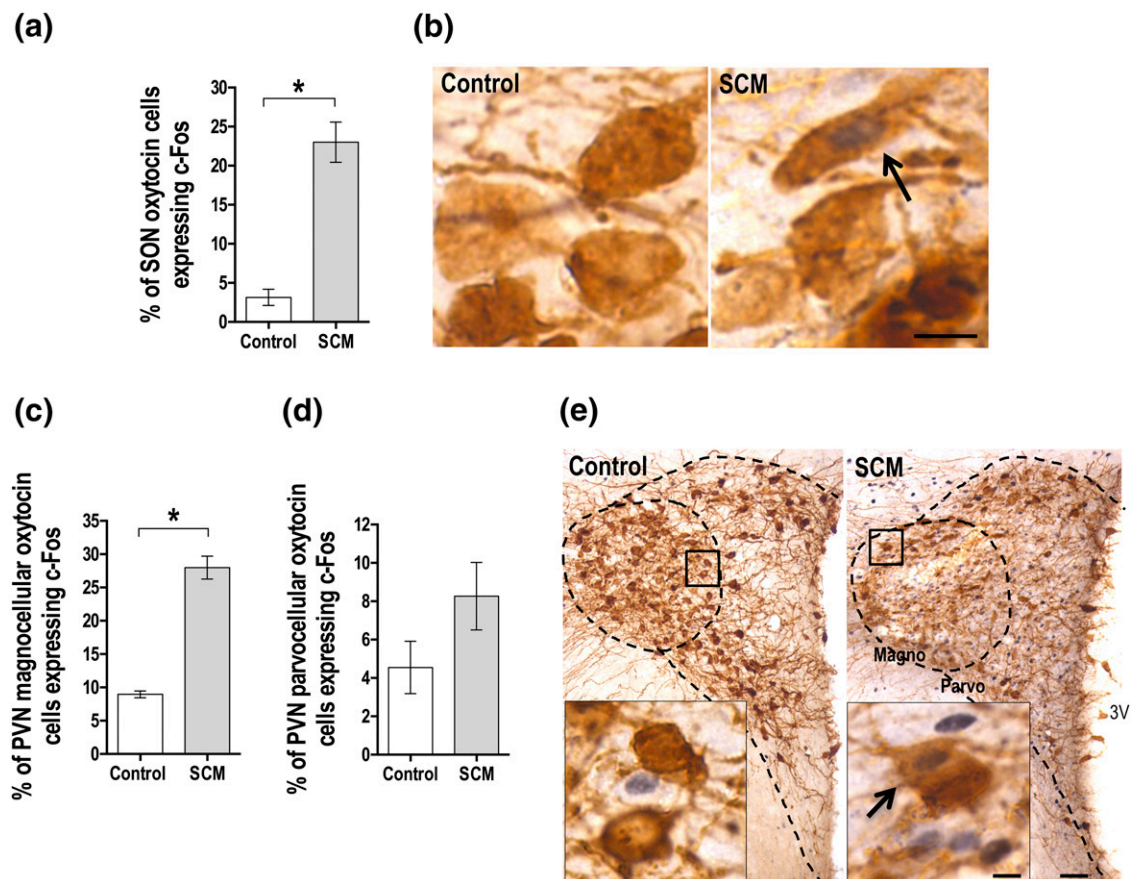 (a)
% of SON oxytocin cells
expressing c-Fos
30
25
20
15
10
5
0
*
Control
SCM
(b)
Control
SCM
(c)
% of PVN magnocellular oxytocin
cells expressing c-Fos
35
30
25
20
15
10
5
0
*
Control
SCM
(d)
% of PVN parvocellular oxytocin
cells expressing c-Fos
12
10
8
6
4
2
0
Control
SCM
(e)
Control
SCM
Magno
Parvo
3V